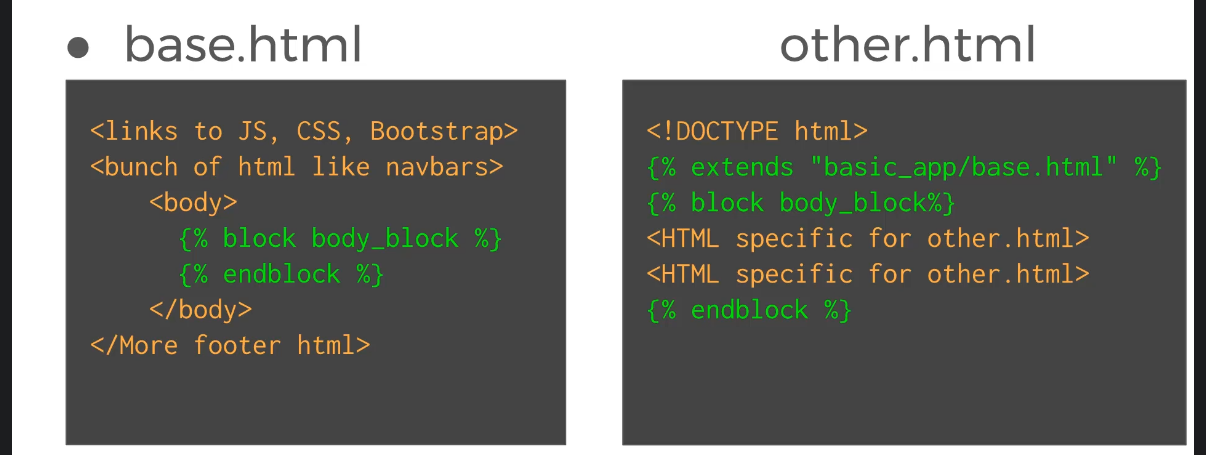 ● base.html
<links to JS, CSS, Bootstrap>
<bunch of html like navbars>
<body>
{% block body_block %}
{% endblock %}
</body>
</More footer html>
other.html
<!DOCTYPE html>
{% extends "basic_app/base.html" %}
{% block body_block%}
<HTML specific for other.html>
<HTML specific for other.html>
{% endblock %}